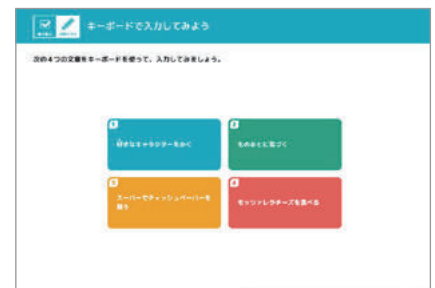 キーボードで入力してみよう
次の4つの文章をキーボードを使って、入力してみましょう。
1
好きなキャラクターをかく
2
ものおとに気づく
3
スーパーでティッシュペーパーを
買う
4
モッツァレラチーズを食べる